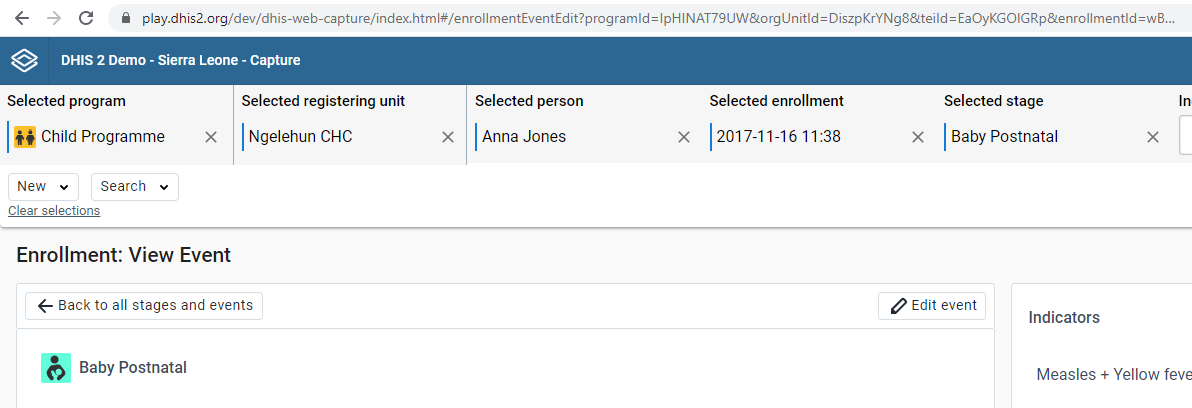 play.dhis2.org/dev/dhis-web-capture/index.html#/enrollmentEventEdit?programId=IpHINAT79UW&orgUnitId=DiszpKrYNg8&teiId=EaOyKGOIGRp&enrollmentId=wB...
DHIS 2 Demo - Sierra Leone - Capture
Selected program Selected registering unit Selected person Selected enrollment Selected stage In
Child Programme Ngelehun CHC Anna Jones 2017-11-16 11:38 Baby Postnatal
New Search
Clear selections
Enrollment: View Event
Back to all stages and events Edit event
Indicators
Baby Postnatal
Measles + Yellow feve